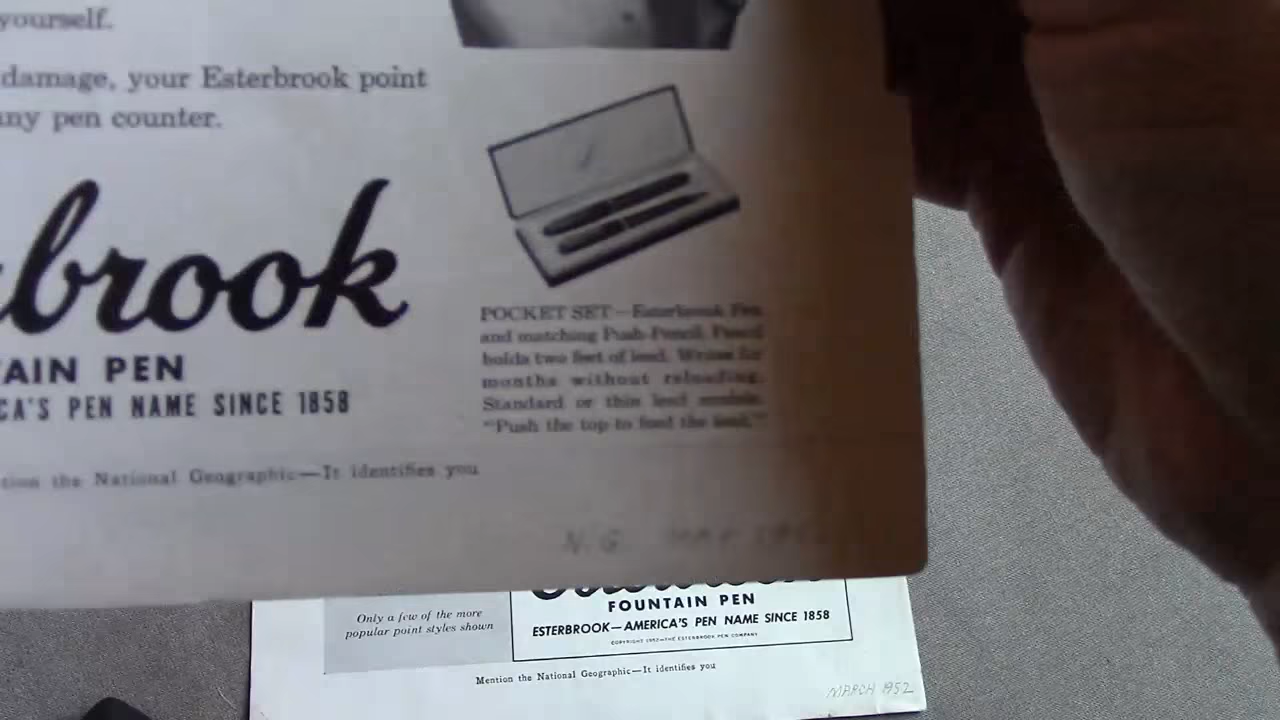 yourself.
damage, your Esterbrook point
any pen counter.
brook
AIN PEN
CA'S PEN NAME SINCE 1858
POCKET SET—Esterbrook Pen
and matching Push-Pencil. Pencil
holds two feet of lead. Writes for
months without reloading.
Standard or thin lead models.
"Push the top to feed the lead."
tion the National Geographic—It identifies you
N. G.
Only a few of the more
popular point styles shown
FOUNTAIN PEN
ESTERBROOK—AMERICA'S PEN NAME SINCE 1858
COPYRIGHT 1952—THE ESTERBROOK PEN COMPANY
Mention the National Geographic—It identifies you
MARCH 1952